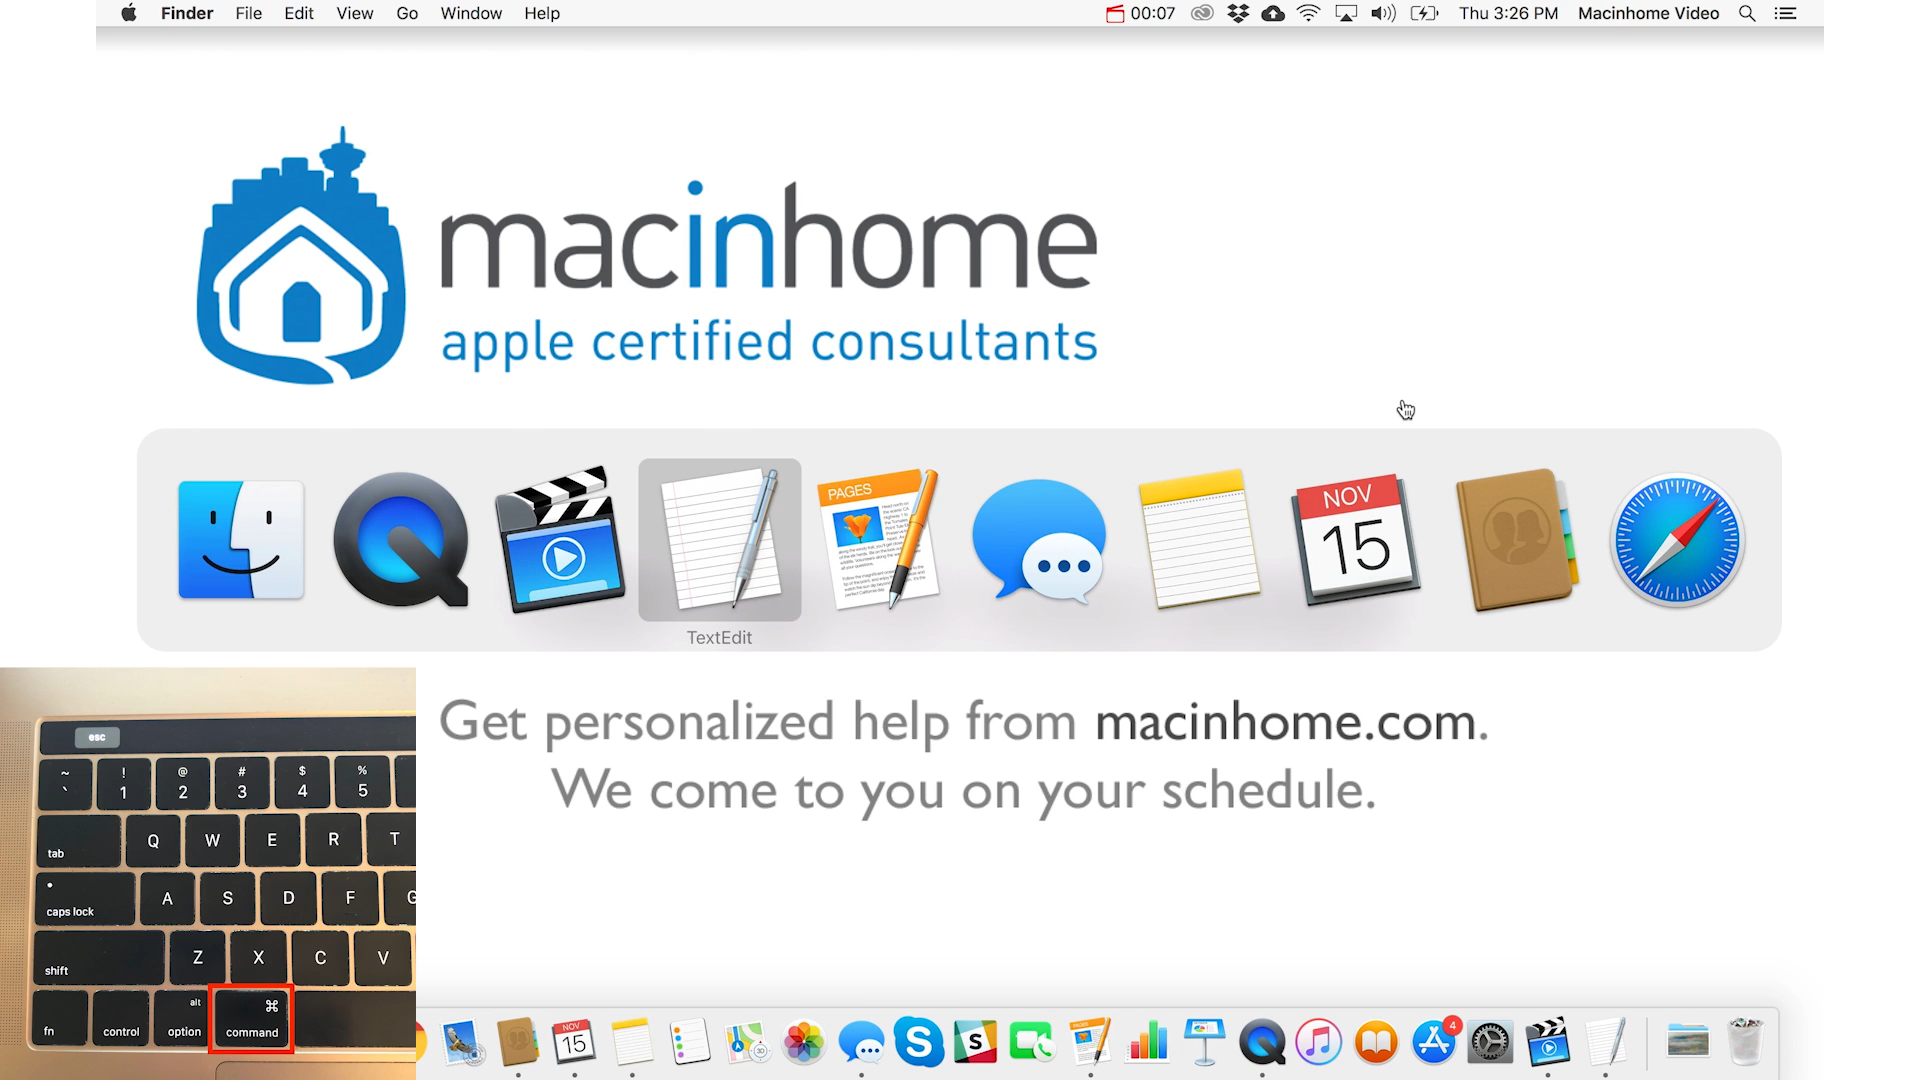 Finder File Edit View Go Window Help 00:07 Thu 3:26 PM Macinhome Video
macinhome
apple certified consultants
PAGES
NOV
15
TextEdit
Get personalized help from macinhome.com.
We come to you on your schedule.
esc
~ ! @ # $ %
` 1 2 3 4 5
tab Q W E R T
caps lock A S D F G
shift Z X C V
fn control alt option ⌘ command
NOV
15
S
S
PAGES
4